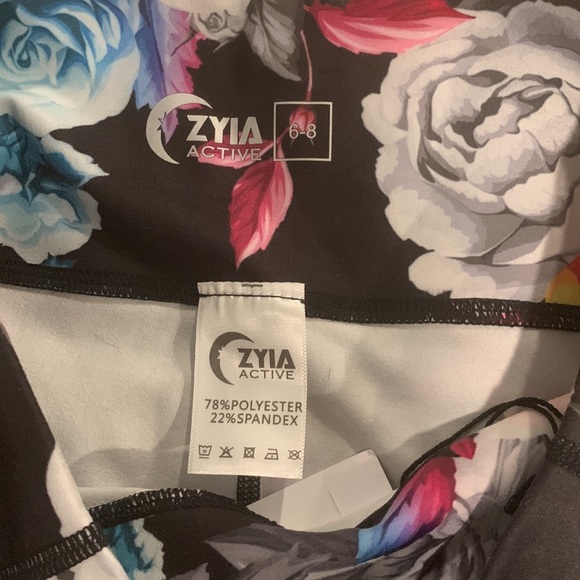 ZYIA
ACTIVE
6-8
ZYIA
ACTIVE
78%POLYESTER
22%SPANDEX